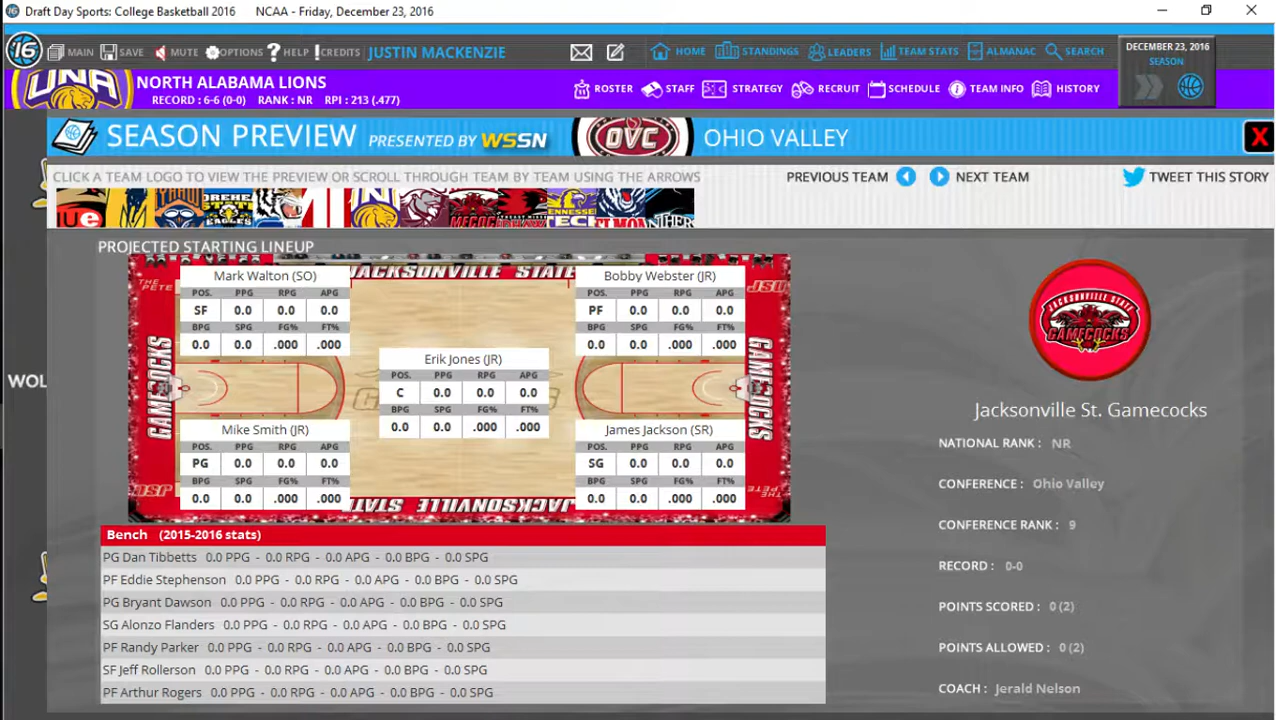 Draft Day Sports: College Basketball 2016 NCAA - Friday, December 23, 2016
16 MAIN SAVE MUTE OPTIONS HELP CREDITS JUSTIN MACKENZIE HOME STANDINGS LEADERS TEAM STATS ALMANAC SEARCH
DECEMBER 23, 2016
SEASON
UNA NORTH ALABAMA LIONS
RECORD : 6-6 (0-0) RANK : NR RPI : 213 (.477)
ROSTER STAFF STRATEGY RECRUIT SCHEDULE TEAM INFO HISTORY
SEASON PREVIEW PRESENTED BY WSSN OVC OHIO VALLEY X
CLICK A TEAM LOGO TO VIEW THE PREVIEW OR SCROLL THROUGH TEAM BY TEAM USING THE ARROWS PREVIOUS TEAM NEXT TEAM TWEET THIS STORY
PROJECTED STARTING LINEUP
JACKSONVILLE STATE
Mark Walton (SO)
POS. PPG RPG APG
SF 0.0 0.0 0.0
BPG SPG FG% FT%
0.0 0.0 .000 .000
Bobby Webster (JR)
POS. PPG RPG APG
PF 0.0 0.0 0.0
BPG SPG FG% FT%
0.0 0.0 .000 .000
THE PETE
JSU
Erik Jones (JR)
POS. PPG RPG APG
C 0.0 0.0 0.0
BPG SPG FG% FT%
0.0 0.0 .000 .000
GAMECOCKS
GAMECOCKS
WOL
Mike Smith (JR)
POS. PPG RPG APG
PG 0.0 0.0 0.0
BPG SPG FG% FT%
0.0 0.0 .000 .000
James Jackson (SR)
POS. PPG RPG APG
SG 0.0 0.0 0.0
BPG SPG FG% FT%
0.0 0.0 .000 .000
JACKSONVILLE STATE
Bench (2015-2016 stats)
PG Dan Tibbetts 0.0 PPG - 0.0 RPG - 0.0 APG - 0.0 BPG - 0.0 SPG
PF Eddie Stephenson 0.0 PPG - 0.0 RPG - 0.0 APG - 0.0 BPG - 0.0 SPG
PG Bryant Dawson 0.0 PPG - 0.0 RPG - 0.0 APG - 0.0 BPG - 0.0 SPG
SG Alonzo Flanders 0.0 PPG - 0.0 RPG - 0.0 APG - 0.0 BPG - 0.0 SPG
PF Randy Parker 0.0 PPG - 0.0 RPG - 0.0 APG - 0.0 BPG - 0.0 SPG
SF Jeff Rollerson 0.0 PPG - 0.0 RPG - 0.0 APG - 0.0 BPG - 0.0 SPG
PF Arthur Rogers 0.0 PPG - 0.0 RPG - 0.0 APG - 0.0 BPG - 0.0 SPG
JACKSONVILLE STATE
GAMECOCKS
Jacksonville St. Gamecocks
NATIONAL RANK : NR
CONFERENCE : Ohio Valley
CONFERENCE RANK : 9
RECORD : 0-0
POINTS SCORED : 0 (2)
POINTS ALLOWED : 0 (2)
COACH : Jerald Nelson